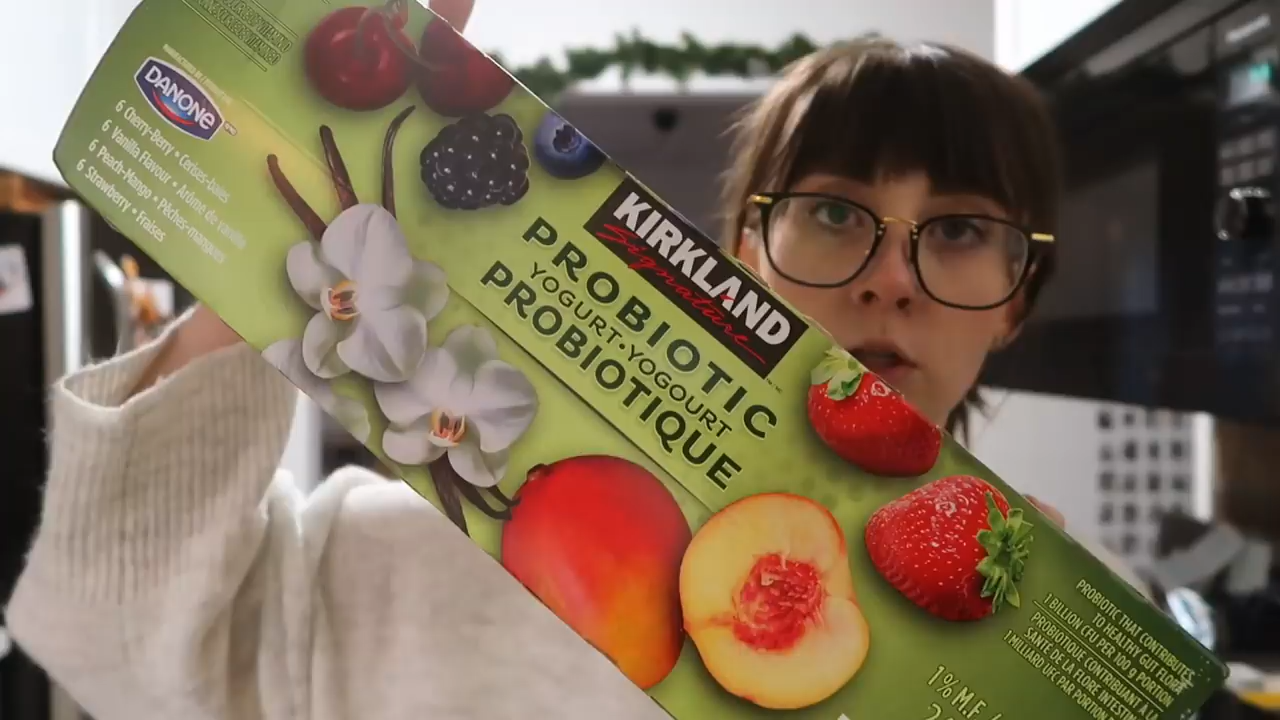 DANONE
6 Cherry-Berry • Cerises-baies
6 Vanilla Flavour • Arôme de vanille
6 Peach-Mango • Pêches-mangues
6 Strawberry • Fraises
KIRKLAND
Signature
PROBIOTIC
YOGURT•YOGOURT
PROBIOTIQUE
PROBIOTIC THAT CONTRIBUTES
TO HEALTHY GUT FLORA
1 BILLION CFU PER 100 g PORTION
PROBIOTIQUE CONTRIBUANT À LA
SANTÉ DE LA FLORE
1 MILLIARD UFC PAR PORTION
1% M.F.